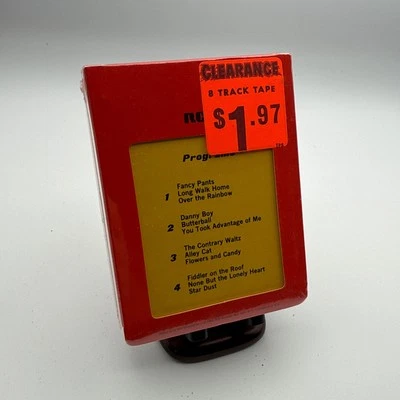 CLEARANCE
8 TRACK TAPE
$1.97
Programs
1
Fancy Pants
Long Walk Home
Over the Rainbow
2
Danny Boy
Butterball
You Took Advantage of Me
3
The Contrary Waltz
Alley Cat
Flowers and Candy
4
Fiddler on the Roof
None But the Lonely Heart
Star Dust